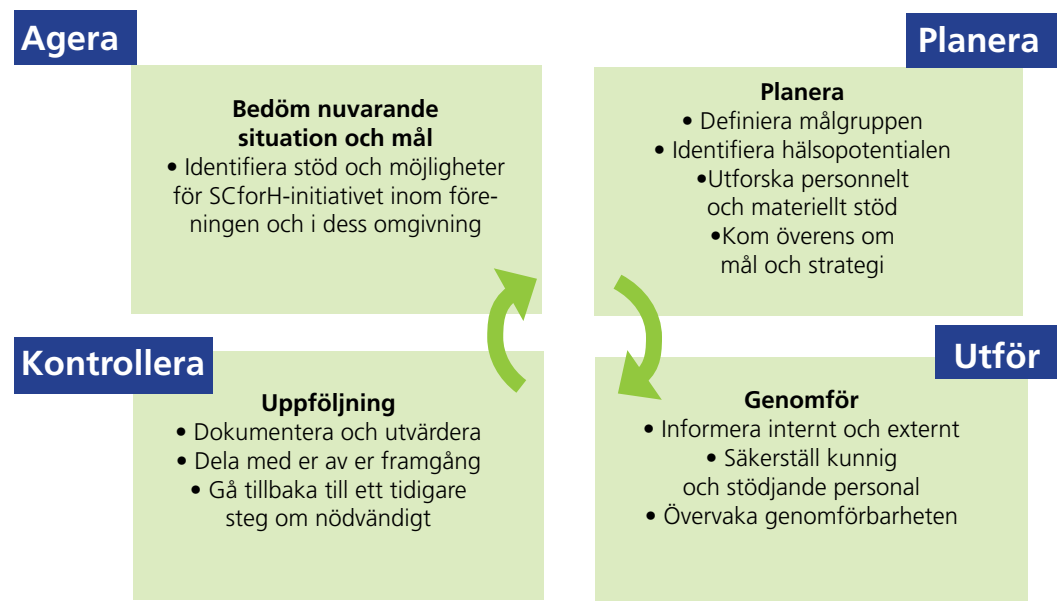 Agera
Bedöm nuvarande
situation och mål
• Identifiera stöd och möjligheter
för SCforH-initiativet inom före-
ningen och i dess omgivning
Planera
Planera
• Definiera målgruppen
• Identifiera hälsopotentialen
•Utforska personnelt
och materiellt stöd
•Kom överens om
mål och strategi
Kontrollera
Uppföljning
• Dokumentera och utvärdera
• Dela med er av er framgång
• Gå tillbaka till ett tidigare
steg om nödvändigt
Utför
Genomför
• Informera internt och externt
• Säkerställ kunnig
och stödjande personal
• Övervaka genomförbarheten